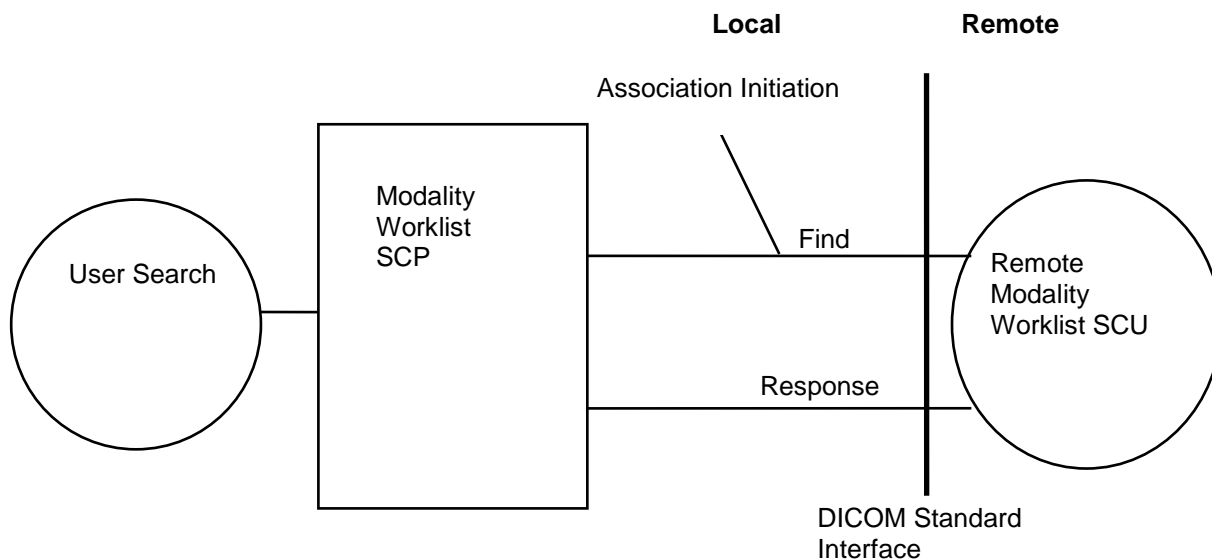 Local
Remote
Association Initiation
Modality
Worklist
SCP
User Search
Find
Remote
Modality
Worklist SCU
Response
DICOM Standard
Interface